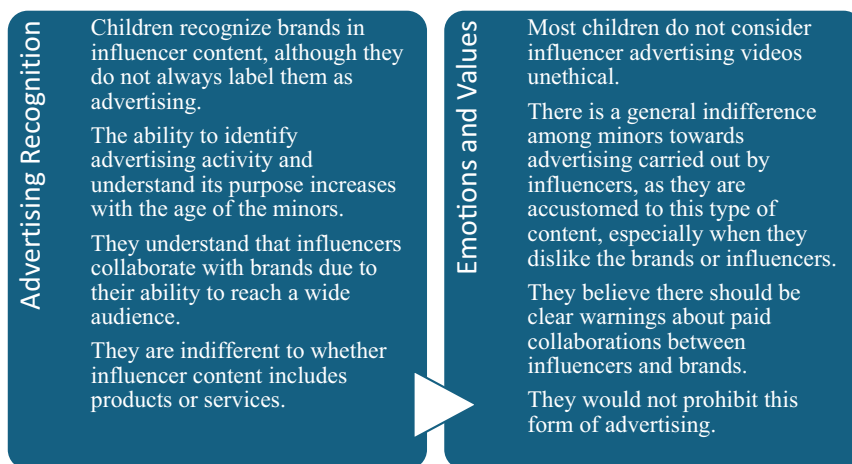 Advertising Recognition
Children recognize brands in
influencer content, although they
do not always label them as
advertising.
The ability to identify
advertising activity and
understand its purpose increases
with the age of the minors.
They understand that influencers
collaborate with brands due to
their ability to reach a wide
audience.
They are indifferent to whether
influencer content includes
products or services.
Emotions and Values
Most children do not consider
influencer advertising videos
unethical.
There is a general indifference
among minors towards
advertising carried out by
influencers, as they are
accustomed to this type of
content, especially when they
dislike the brands or influencers.
They believe there should be
clear warnings about paid
collaborations between
influencers and brands.
They would not prohibit this
form of advertising.